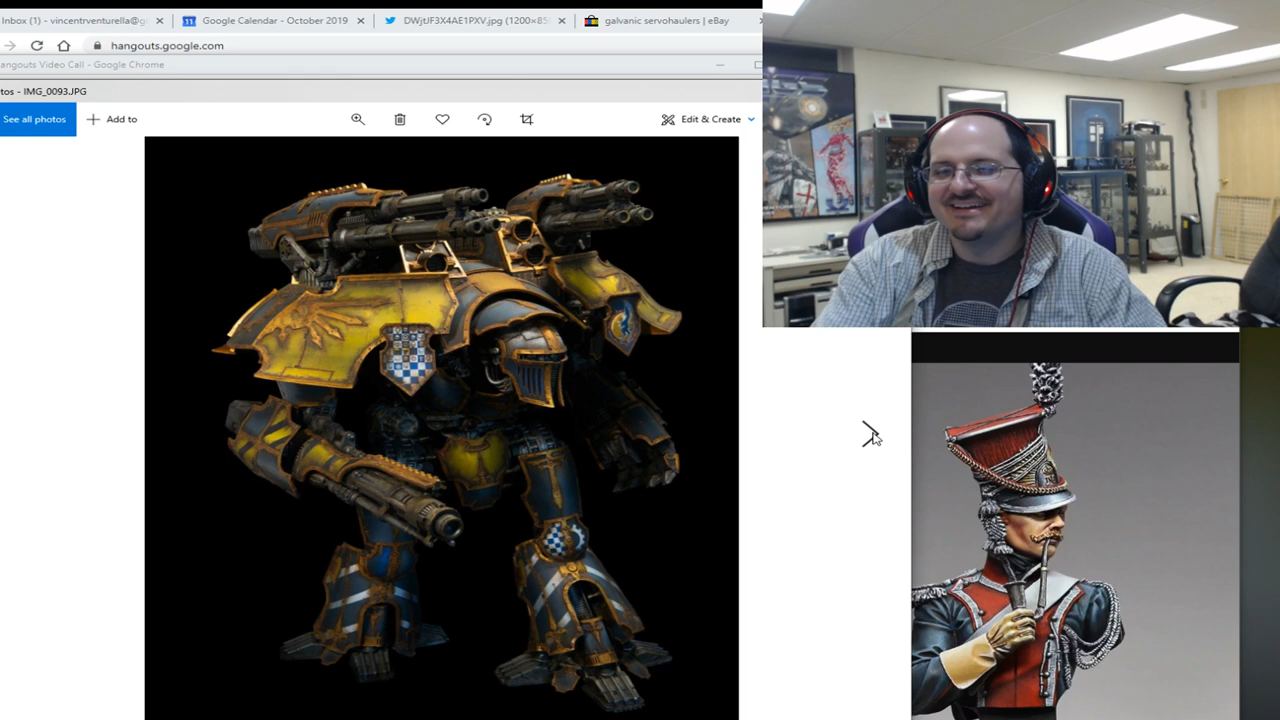 Inbox (1) - vincentrventurella@g
Google Calendar - October 2019
DWjtJF3X4AE1PXV.jpg (1200×85
galvanic servohaulers | eBay
hangouts.google.com
angouts Video Call - Google Chrome
tos - IMG_0093.JPG
See all photos
Add to
Edit & Create